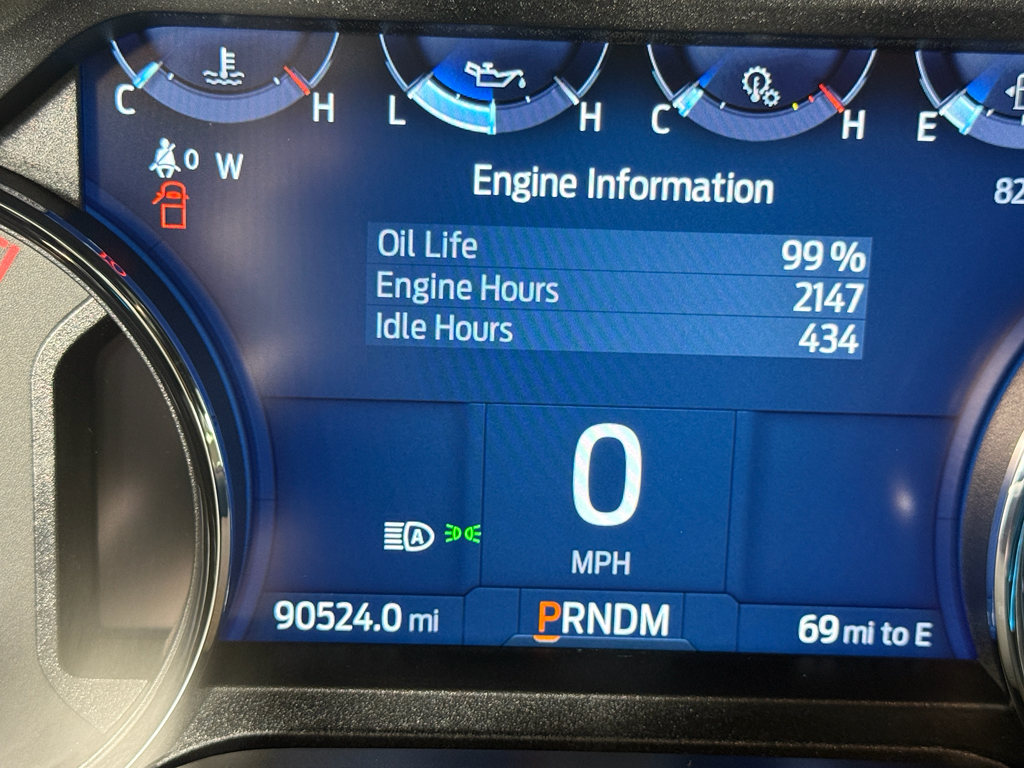 C H L H C H E
0 W
Engine Information
82
Oil Life 99 %
Engine Hours 2147
Idle Hours 434
0
A
MPH
90524.0 mi PRNDM 69 mi to E